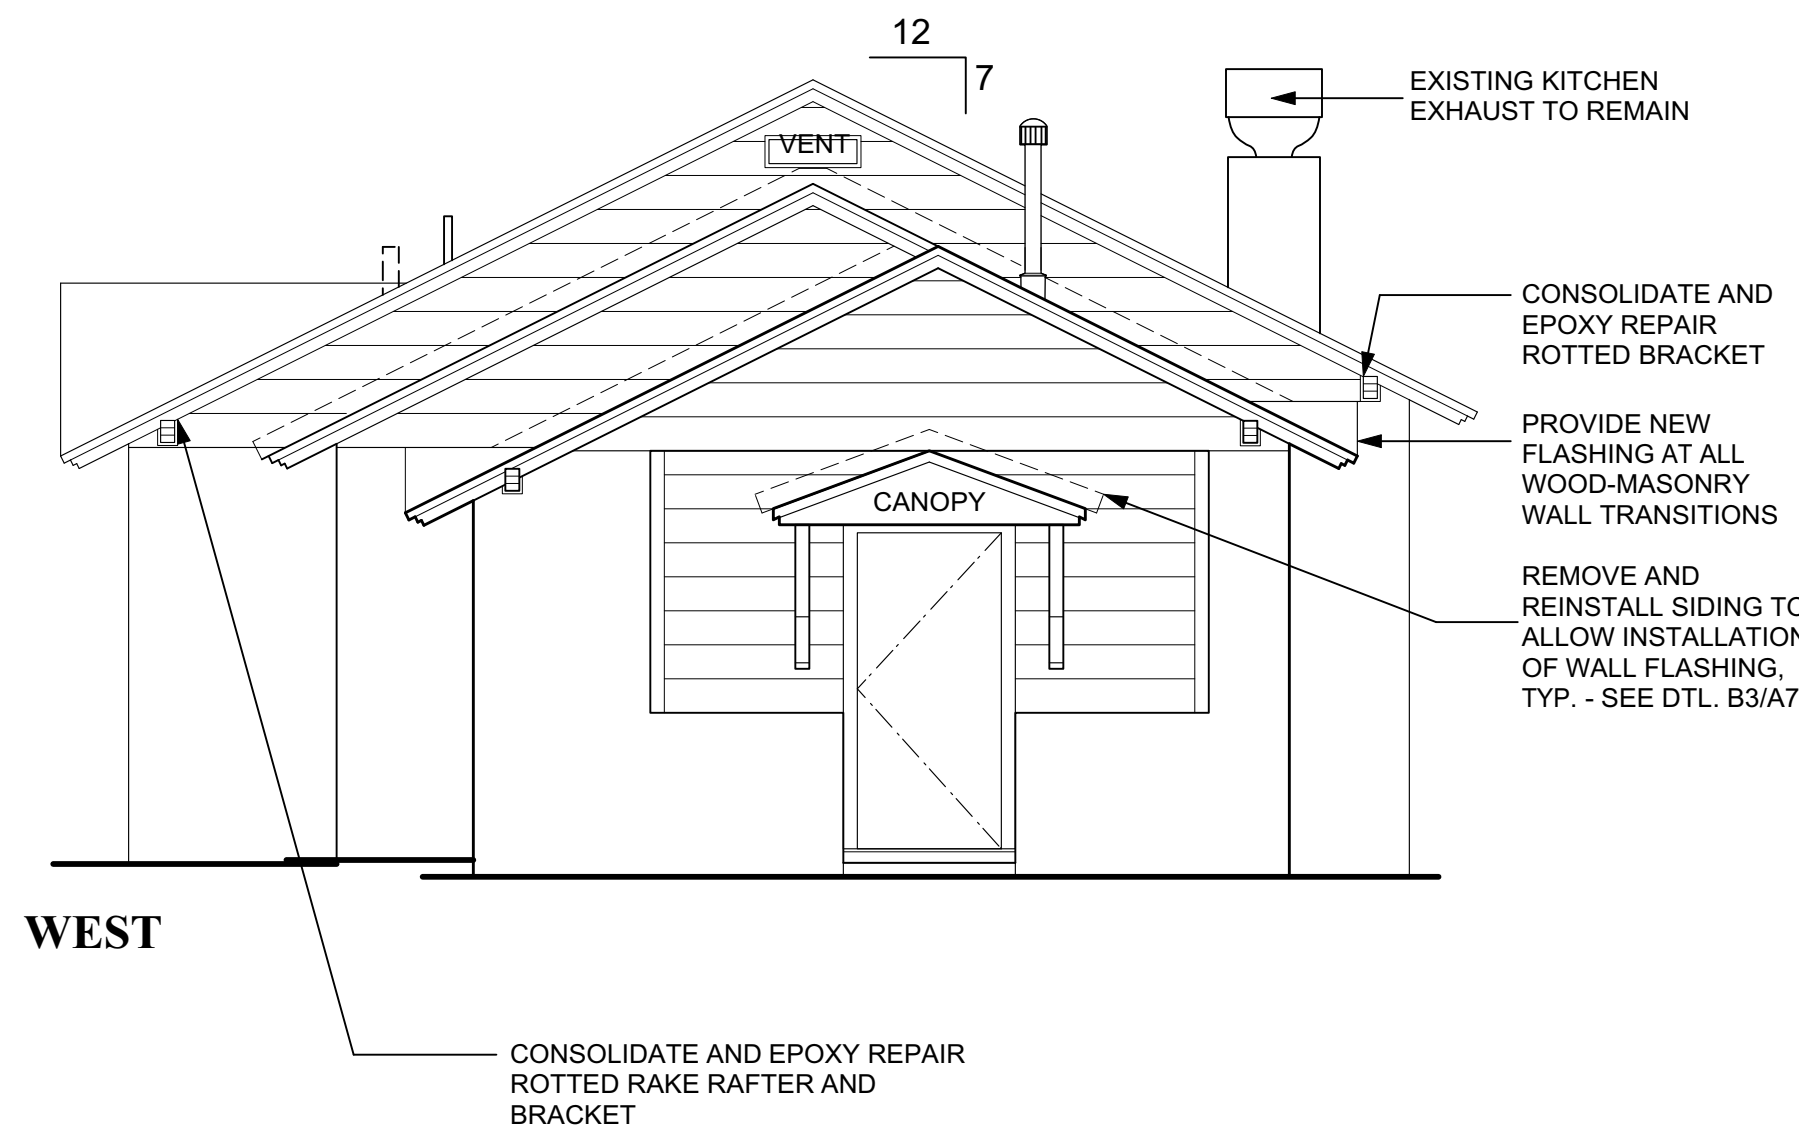 12
7
EXISTING KITCHEN
EXHAUST TO REMAIN
VENT
CONSOLIDATE AND
EPOXY REPAIR
ROTTED BRACKET
PROVIDE NEW
FLASHING AT ALL
WOOD-MASONRY
WALL TRANSITIONS
CANOPY
REMOVE AND
REINSTALL SIDING TO
ALLOW INSTALLATION
OF WALL FLASHING,
TYP. - SEE DTL. B3/A7
WEST
CONSOLIDATE AND EPOXY REPAIR
ROTTED RAKE RAFTER AND
BRACKET